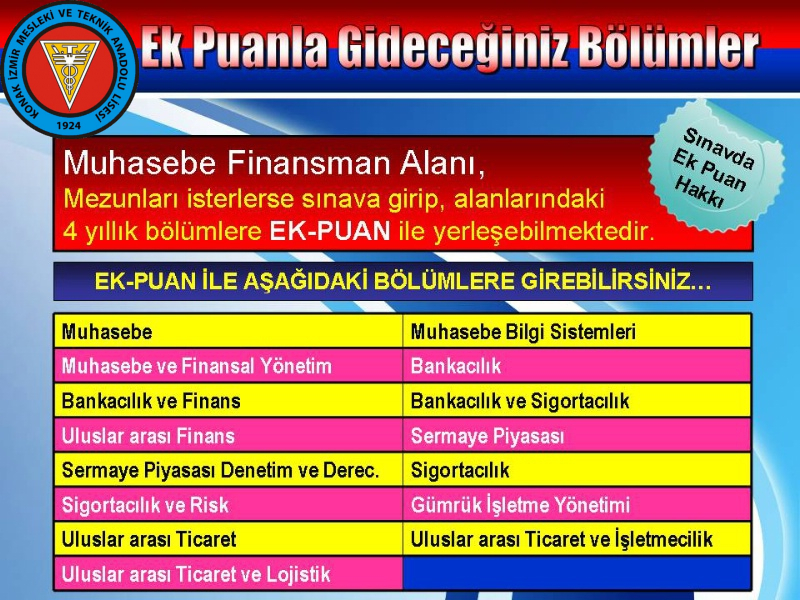 Ek Puanla Gideceğiniz Bölümler
KONAK İZMİR MESLEKİ VE TEKNİK ANADOLU LİSESİ
1924
Sınavda
Ek Puan
Hakkı
Muhasebe Finansman Alanı,
Mezunları isterlerse sınava girip, alanlarındaki
4 yıllık bölümlere EK-PUAN ile yerleşebilmektedir.
EK-PUAN İLE AŞAĞIDAKİ BÖLÜMLERE GİREBİLİRSİNİZ…
Muhasebe
Muhasebe Bilgi Sistemleri
Muhasebe ve Finansal Yönetim
Bankacılık
Bankacılık ve Finans
Bankacılık ve Sigortacılık
Uluslar arası Finans
Sermaye Piyasası
Sermaye Piyasası Denetim ve Derec.
Sigortacılık
Sigortacılık ve Risk
Gümrük İşletme Yönetimi
Uluslar arası Ticaret
Uluslar arası Ticaret ve İşletmecilik
Uluslar arası Ticaret ve Lojistik